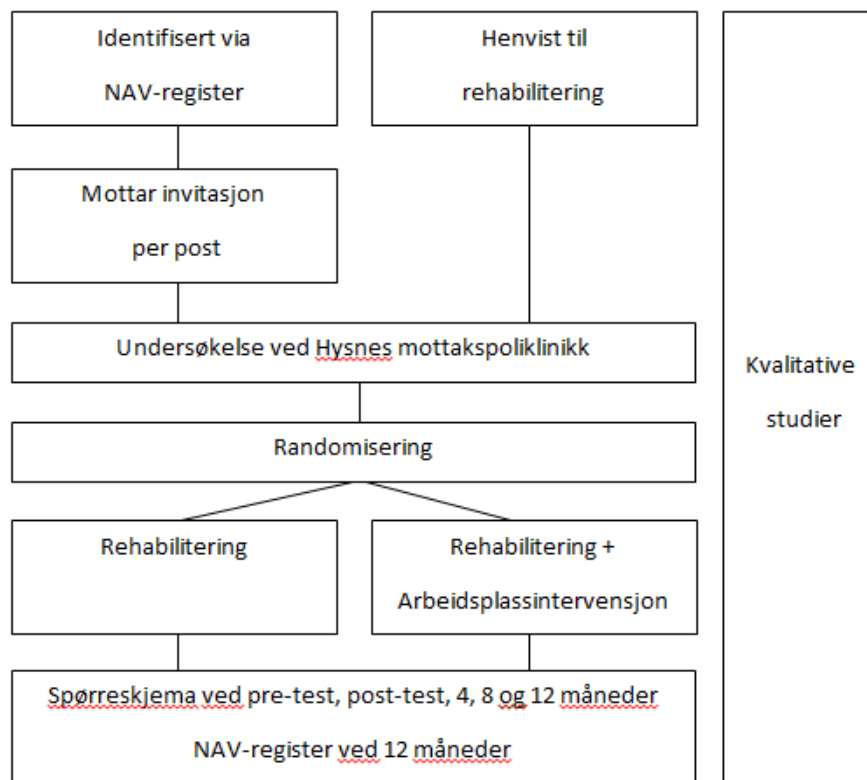 Identifisert via
NAV-register
Henvist til
rehabilitering
Mottar invitasjon
per post
Undersøkelse ved Hysnes mottakspoliklinikk
Randomisering
Rehabilitering
Rehabilitering +
Arbeidsplassintervensjon
Spørreskjema ved pre-test, post-test, 4, 8 og 12 måneder
NAV-register ved 12 måneder
Kvalitative
studier